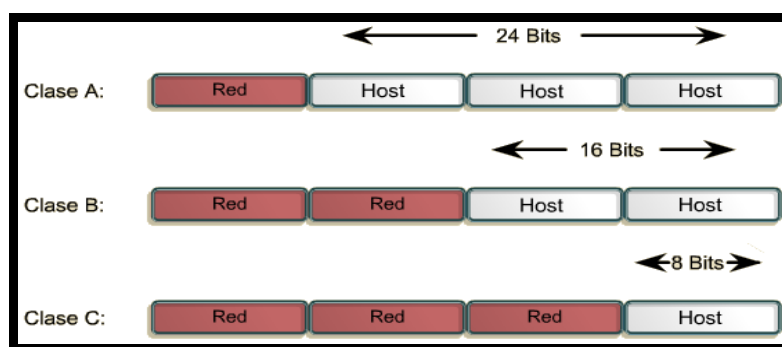 24 Bits
Clase A: Red Host Host Host
16 Bits
Clase B: Red Red Host Host
8 Bits
Clase C: Red Red Red Host